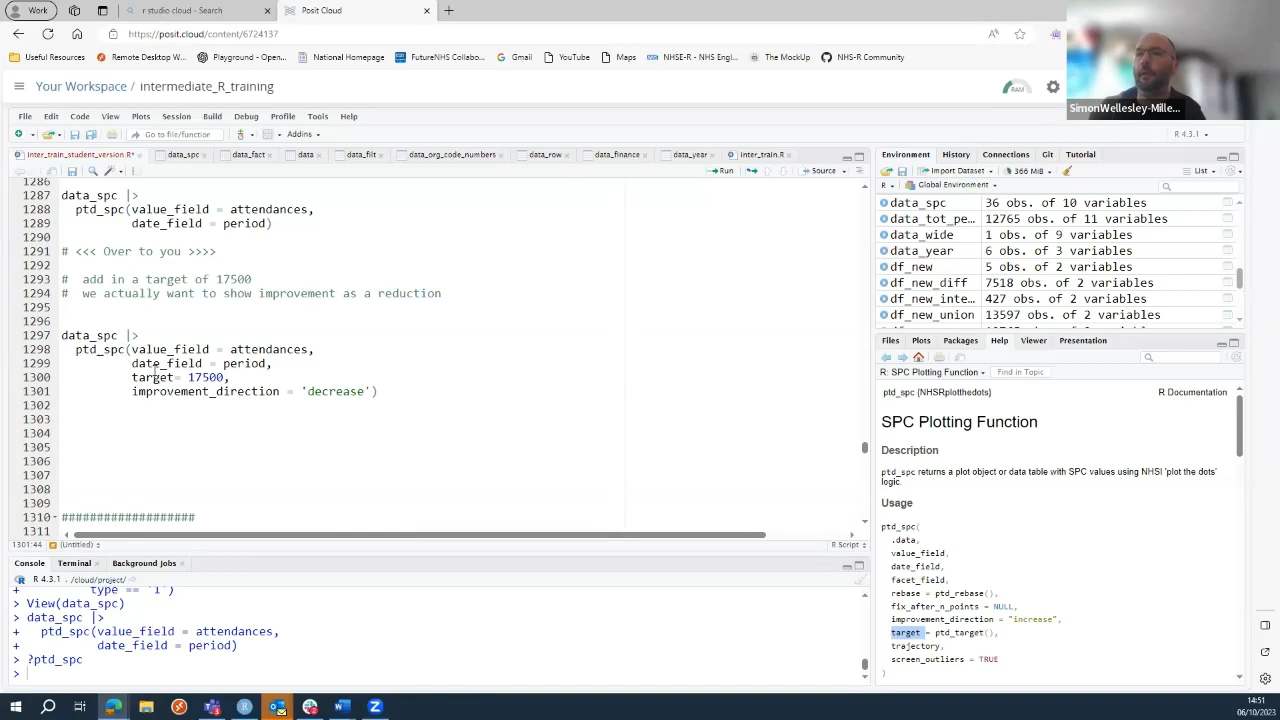 Work
r studio cloud - Search
Posit Cloud
https://posit.cloud/content/6724137
Useful Resources
Remote Desktop W...
Playground - Open...
National Homepage
FutureNHS Collabo...
Gmail
YouTube
Maps
NHSE-R - NHS Engl...
The MockUp
NHS-R Community
Your Workspace / intermediate_R_training
RAM
SimonWellesley-Mille...
File Edit Code View Plots Session Build Debug Profile Tools Help
Go to file/function
Addins
R 4.3.1
inter_train_student_version.R*
data_spc
data_fact
data
data_filt
data_org_code_numbers
data_row
data_finance
data_year
inter_train.R
Run
Source
1286
1287 data_spc |>
1288 ptd_spc(value_field = attendances,
1289 date_field = period)
1290
1291 # <<< Over to you >>>>
1292
1293 # add in a target of 17500
1294 # we actually want to show improvement as a reduction
1295
1296
1297 data_spc |>
1298 ptd_spc(value_field = attendances,
1299 date_field = period,
1300 target= 17500,
1301 improvement_direction = 'decrease')
1302
1303
1304
1305
1306
1307
1308
1309
1310 ###################
1311
1301:44 (Untitled) R Script
Console Terminal Background Jobs
R 4.3.1 . /cloud/project/
+ type == '1')
> View(data_spc)
> data_spc |>
+ ptd_spc(value_field = attendances,
+ date_field = period)
> ?ptd_spc
>
Environment History Connections Git Tutorial
Import Dataset 366 MiB List
R Global Environment
data_spc 36 obs. of 10 variables
data_tot_pe... 12765 obs. of 11 variables
data_wide 1 obs. of 9 variables
data_year 6 obs. of 3 variables
df_new 5 obs. of 2 variables
df_new_diff 7518 obs. of 2 variables
df_new_inte... 427 obs. of 2 variables
df_new_union 13597 obs. of 2 variables
Files Plots Packages Help Viewer Presentation
R: SPC Plotting Function Find in Topic
ptd_spc {NHSRplotthedots} R Documentation
SPC Plotting Function
Description
ptd_spc returns a plot object or data table with SPC values using NHSI 'plot the dots'
logic.
Usage
ptd_spc(
.data,
value_field,
date_field,
facet_field,
rebase = ptd_rebase(),
fix_after_n_points = NULL,
improvement_direction = "increase",
target = ptd_target(),
trajectory,
screen_outliers = TRUE
)
14:51
06/10/2023